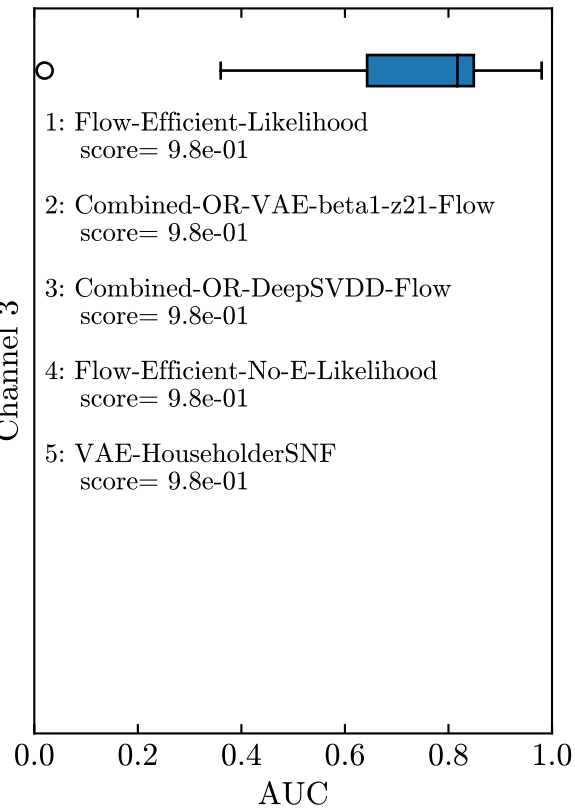 1: Flow-Efficient-Likelihood
score= 9.8e-01
2: Combined-OR-VAE-beta1-z21-Flow
score= 9.8e-01
3: Combined-OR-DeepSVDD-Flow
score= 9.8e-01
4: Flow-Efficient-No-E-Likelihood
score= 9.8e-01
5: VAE-HouseholderSNF
score= 9.8e-01
Channel 3
0.0 0.2 0.4 0.6 0.8 1.0
AUC